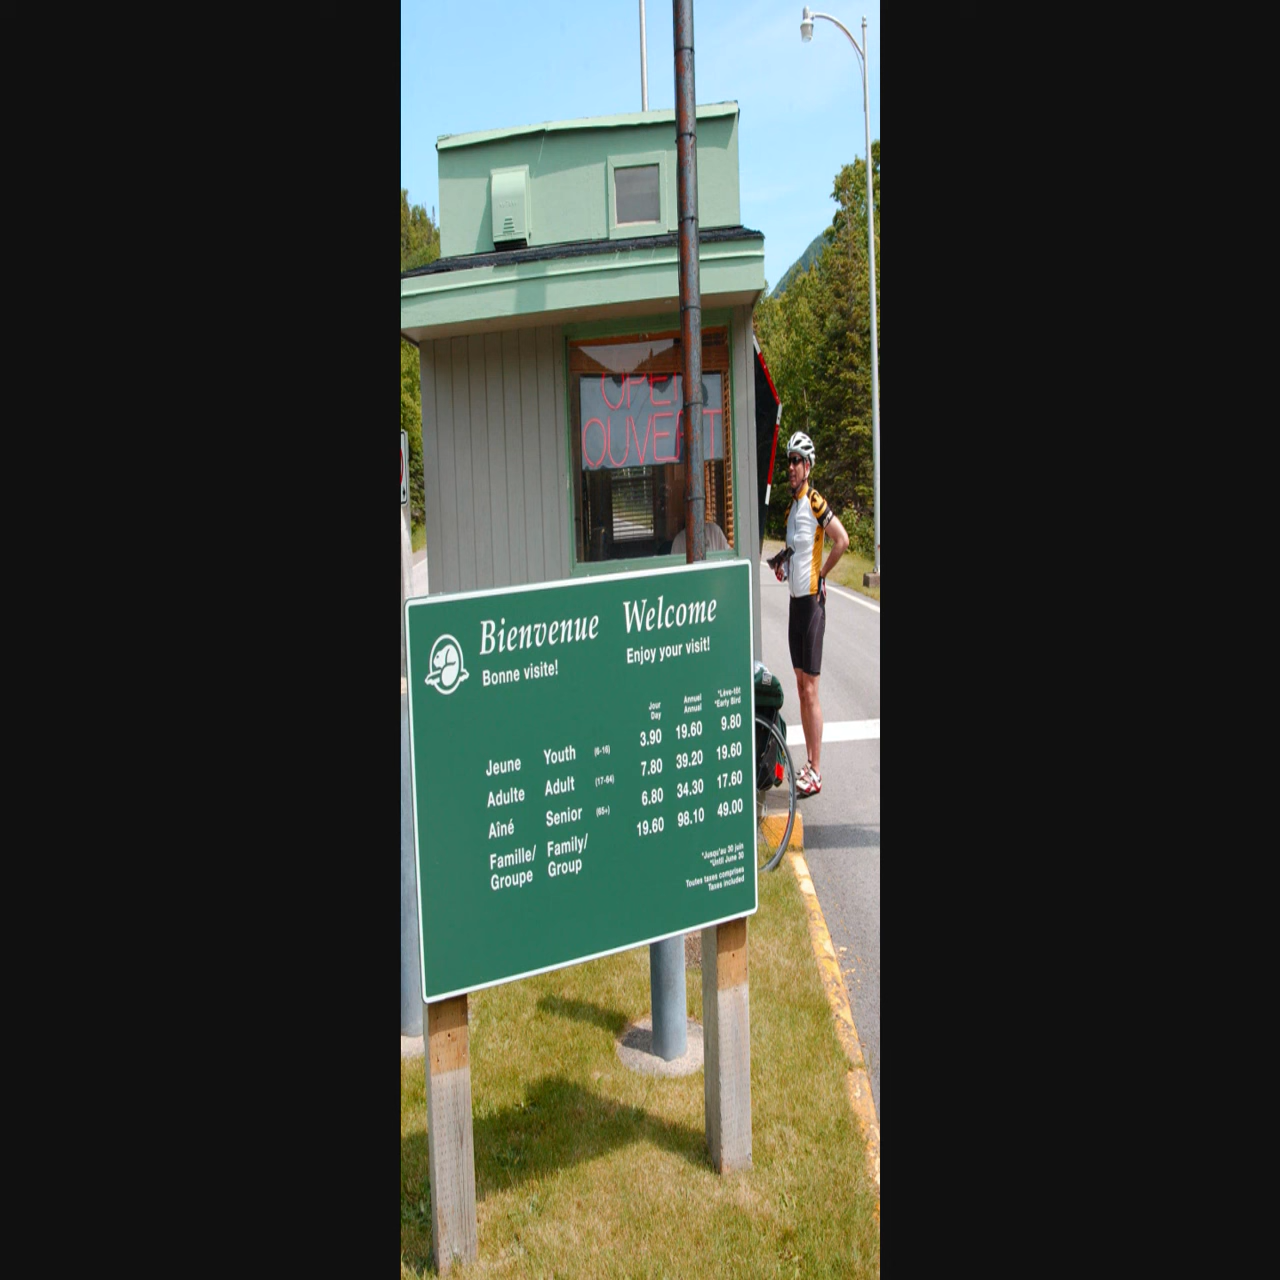 OPEN
OUVERT
Bienvenue Welcome
Bonne visite! Enjoy your visit!
Jour Annuel *Lève-tôt
Day Annual *Early Bird
Jeune Youth (6-16) 3.90 19.60 9.80
Adulte Adult (17-64) 7.80 39.20 19.60
Aîné Senior (65+) 6.80 34.30 17.60
Famille/ Family/ 19.60 98.10 49.00
Groupe Group
*Jusqu'au 30 juin
*Until June 30
Toutes taxes comprises
Taxes included